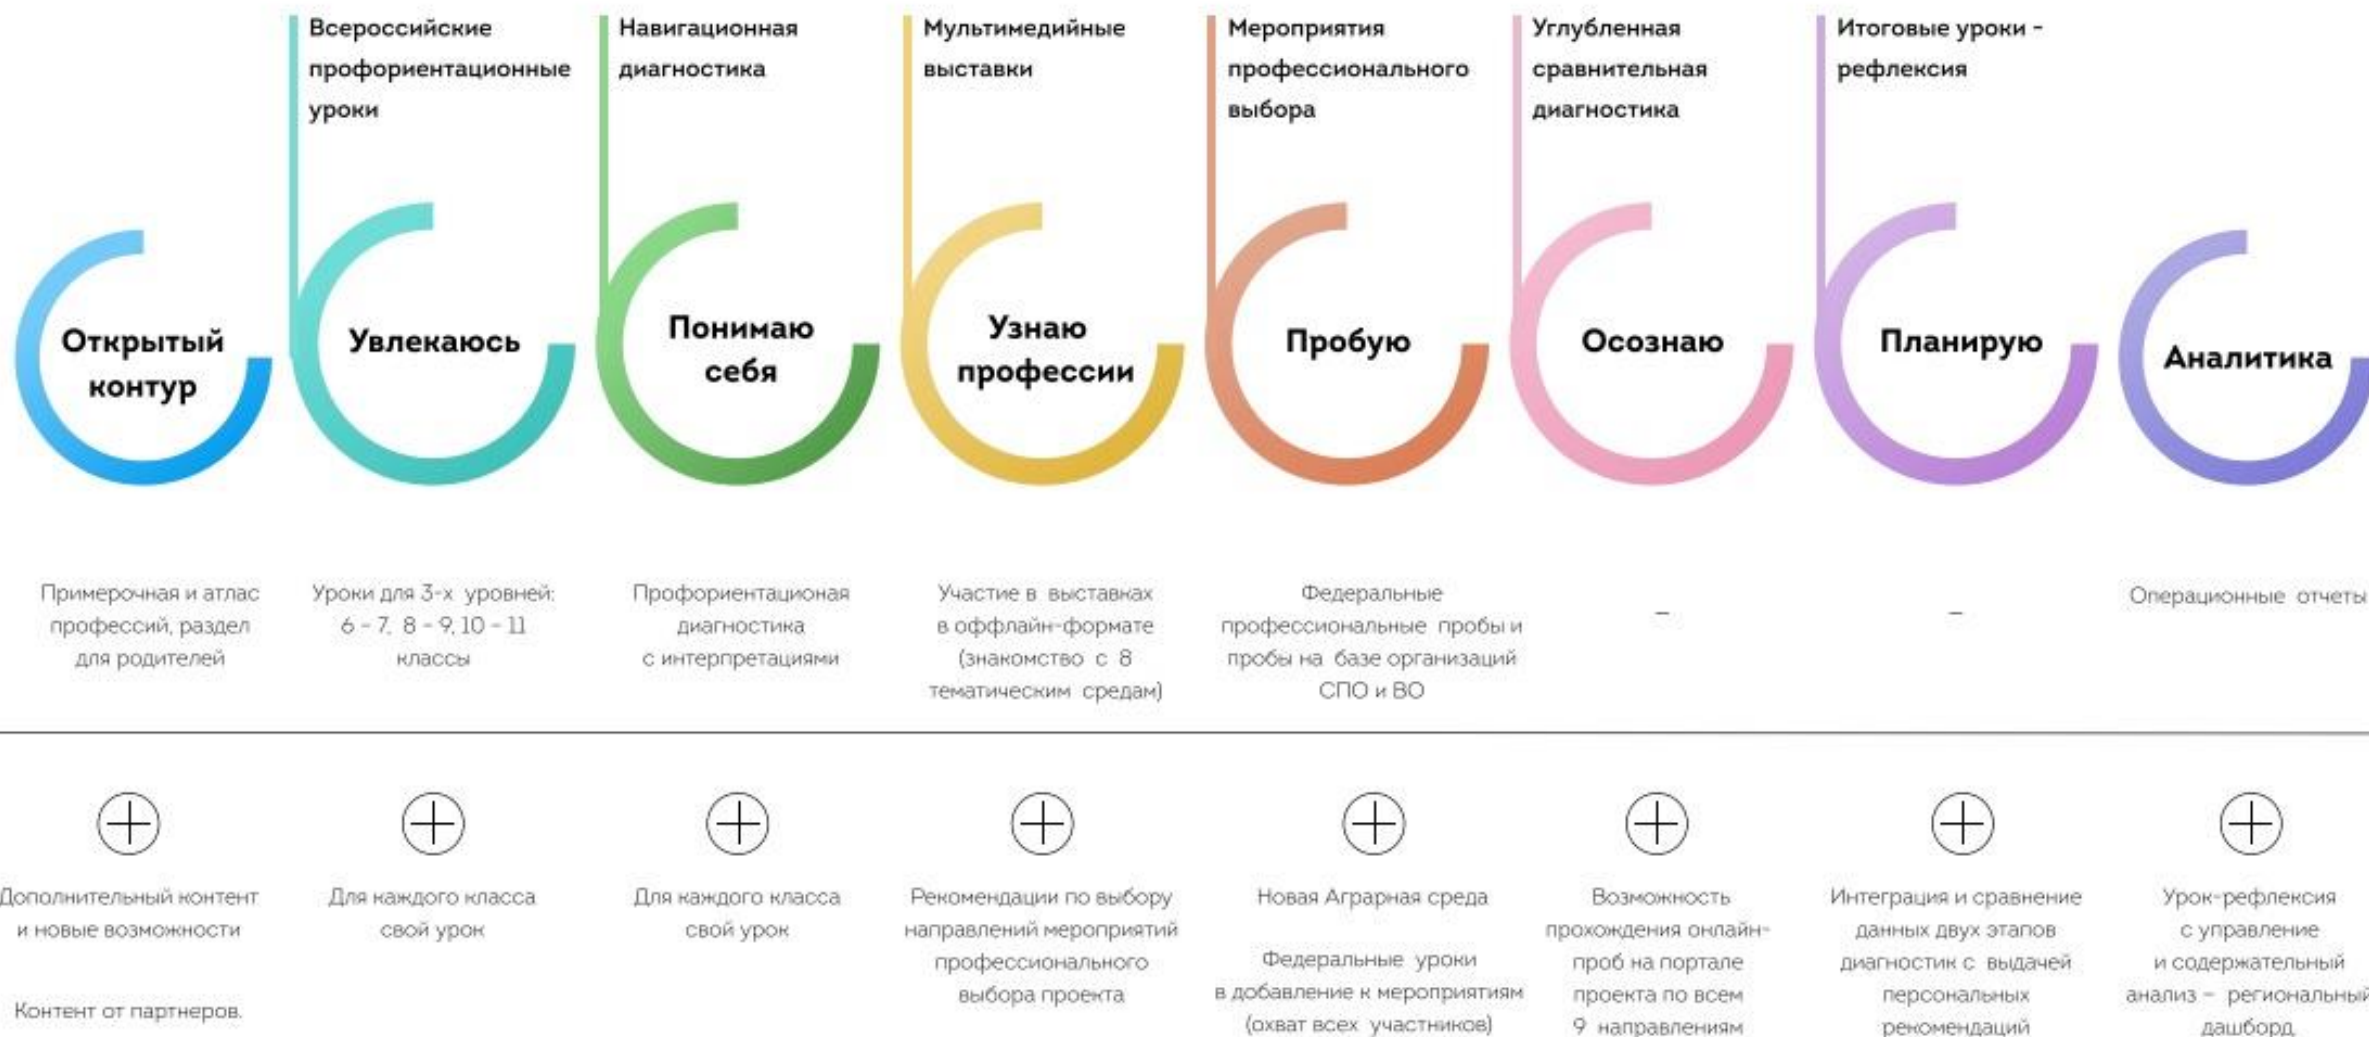 Всероссийские
профориентационные
уроки
Навигационная
диагностика
Мультимедийные
выставки
Мероприятия
профессионального
выбора
Углубленная
сравнительная
диагностика
Итоговые уроки -
рефлексия
Открытый
контур
Увлекаюсь
Понимаю
себя
Узнаю
профессии
Пробую
Осознаю
Планирую
Аналитика
Примерочная и атлас
профессий, раздел
для родителей
Уроки для 3-х уровней:
6 - 7, 8 - 9, 10 - 11
классы
Профориентационая
диагностика
с интерпретациями
Участие в выставках
в оффлайн-формате
(знакомство с 8
тематическим средам)
Федеральные
профессиональные пробы и
пробы на базе организаций
СПО и ВО
–
–
Операционные отчеты
Дополнительный контент
и новые возможности
Контент от партнеров.
Для каждого класса
свой урок
Для каждого класса
свой урок
Рекомендации по выбору
направлений мероприятий
профессионального
выбора проекта
Новая Аграрная среда
Федеральные уроки
в добавление к мероприятиям
(охват всех участников)
Возможность
прохождения онлайн-
проб на портале
проекта по всем
9 направлениям
Интеграция и сравнение
данных двух этапов
диагностик с выдачей
персональных
рекомендаций
Урок-рефлексия
с управление
и содержательный
анализ – региональный
дашборд